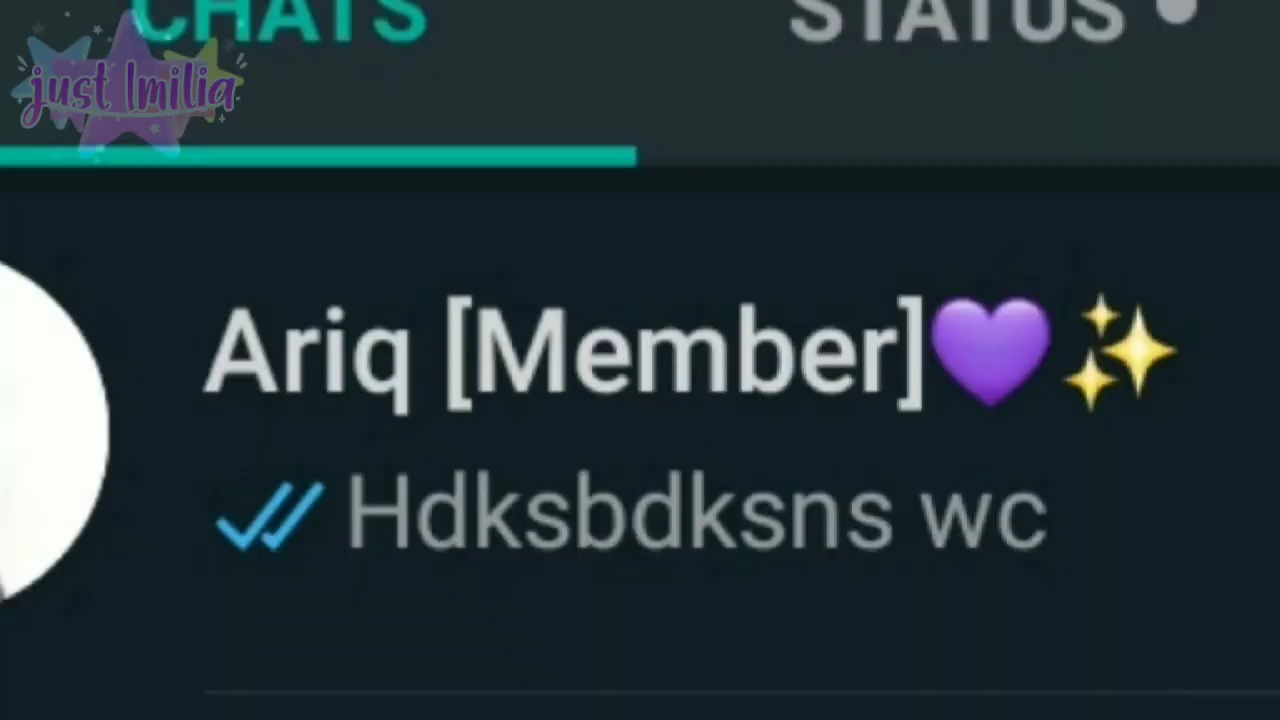 CHATS STATUS
just Imilia
Ariq [Member]💜✨
Hdksbdksns wc